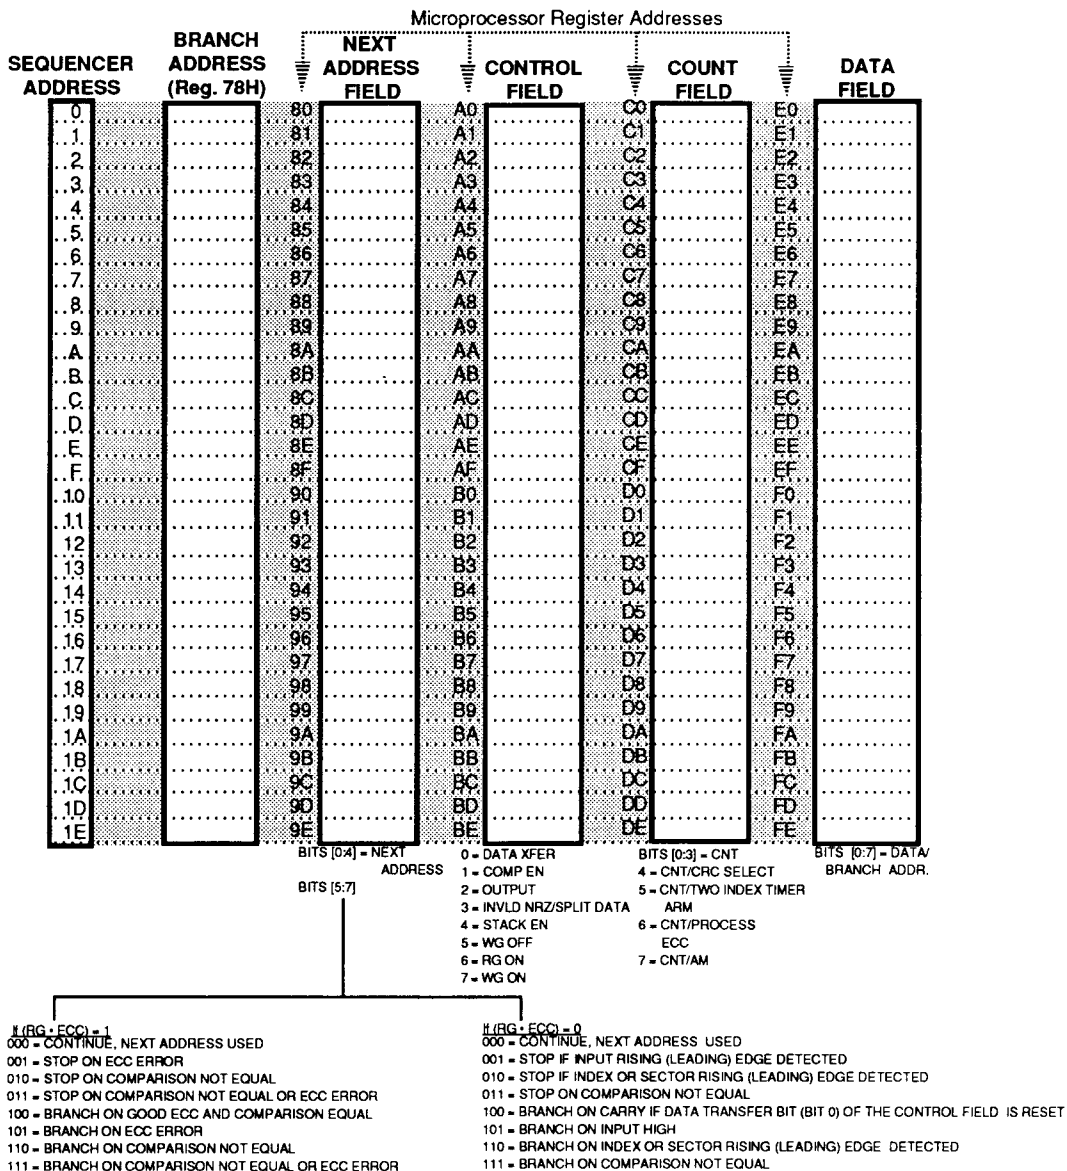 Microprocessor Register Addresses
SEQUENCER ADDRESS
BRANCH ADDRESS (Reg. 78H)
NEXT ADDRESS FIELD
CONTROL FIELD
COUNT FIELD
DATA FIELD
0 80 A0 C0 E0
1 81 A1 C1 E1
2 82 A2 C2 E2
3 83 A3 C3 E3
4 84 A4 C4 E4
5 85 A5 C5 E5
6 86 A6 C6 E6
7 87 A7 C7 E7
8 88 A8 C8 E8
9 89 A9 C9 E9
A 8A AA CA EA
B 8B AB CB EB
C 8C AC CC EC
D 8D AD CD ED
E 8E AE CE EE
F 8F AF CF EF
10 90 B0 D0 F0
11 91 B1 D1 F1
12 92 B2 D2 F2
13 93 B3 D3 F3
14 94 B4 D4 F4
15 95 B5 D5 F5
16 96 B6 D6 F6
17 97 B7 D7 F7
18 98 B8 D8 F8
19 99 B9 D9 F9
1A 9A BA DA FA
1B 9B BB DB FB
1C 9C BC DC FC
1D 9D BD DD FD
1E 9E BE DE FE
BITS [0:4] = NEXT
ADDRESS
BITS [5:7]
0 = DATA XFER
1 = COMP EN
2 = OUTPUT
3 = INVLD NRZ/SPLIT DATA
4 = STACK EN
5 = WG OFF
6 = RG ON
7 = WG ON
BITS [0:3] = CNT
4 = CNT/CRC SELECT
5 = CNT/TWO INDEX TIMER
ARM
6 = CNT/PROCESS
ECC
7 = CNT/AM
BITS [0:7] = DATA/
BRANCH ADDR.
If (RG • ECC) = 1
000 = CONTINUE, NEXT ADDRESS USED
001 = STOP ON ECC ERROR
010 = STOP ON COMPARISON NOT EQUAL
011 = STOP ON COMPARISON NOT EQUAL OR ECC ERROR
100 = BRANCH ON GOOD ECC AND COMPARISON EQUAL
101 = BRANCH ON ECC ERROR
110 = BRANCH ON COMPARISON NOT EQUAL
111 = BRANCH ON COMPARISON NOT EQUAL OR ECC ERROR
If (RG • ECC) = 0
000 = CONTINUE, NEXT ADDRESS USED
001 = STOP IF INPUT RISING (LEADING) EDGE DETECTED
010 = STOP IF INDEX OR SECTOR RISING (LEADING) EDGE DETECTED
011 = STOP ON COMPARISON NOT EQUAL
100 = BRANCH ON CARRY IF DATA TRANSFER BIT (BIT 0) OF THE CONTROL FIELD IS RESET
101 = BRANCH ON INPUT HIGH
110 = BRANCH ON INDEX OR SECTOR RISING (LEADING) EDGE DETECTED
111 = BRANCH ON COMPARISON NOT EQUAL